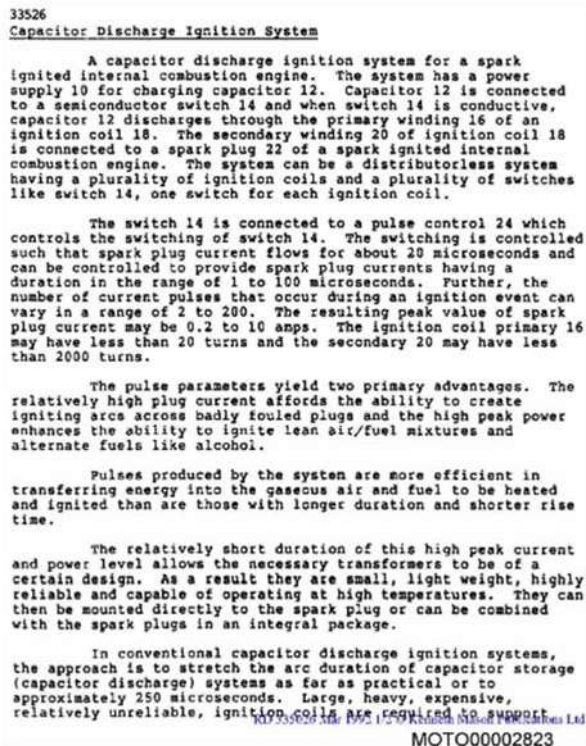 33526
Capacitor Discharge Ignition System
A capacitor discharge ignition system for a spark
ignited internal combustion engine. The system has a power
supply 10 for charging capacitor 12. Capacitor 12 is connected
to a semiconductor switch 14 and when switch 14 is conductive,
capacitor 12 discharges through the primary winding 16 of an
ignition coil 18. The secondary winding 20 of ignition coil 18
is connected to a spark plug 22 of a spark ignited internal
combustion engine. The system can be a distributorless system
having a plurality of ignition coils and a plurality of switches
like switch 14, one switch for each ignition coil.
The switch 14 is connected to a pulse control 24 which
controls the switching of switch 14. The switching is controlled
such that spark plug current flows for about 20 microseconds and
can be controlled to provide spark plug currents having a
duration in the range of 1 to 100 microseconds. Further, the
number of current pulses that occur during an ignition event can
vary in a range of 2 to 200. The resulting peak value of spark
plug current may be 0.2 to 10 amps. The ignition coil primary 16
may have less than 20 turns and the secondary 20 may have less
than 2000 turns.
The pulse parameters yield two primary advantages. The
relatively high plug current affords the ability to create
igniting arcs across badly fouled plugs and the high peak power
enhances the ability to ignite lean air/fuel mixtures and
alternate fuels like alcohol.
Pulses produced by the system are more efficient in
transferring energy into the gaseous air and fuel to be heated
and ignited than are those with longer duration and shorter rise
time.
The relatively short duration of this high peak current
and power level allows the necessary transformers to be of a
certain design. As a result they are small, light weight, highly
reliable and capable of operating at high temperatures. They can
then be mounted directly to the spark plug or can be combined
with the spark plugs in an integral package.
In conventional capacitor discharge ignition systems,
the approach is to stretch the arc duration of capacitor storage
(capacitor discharge) systems as far as practical or to
approximately 250 microseconds. Large, heavy, expensive,
relatively unreliable, ignition coils are required to support
Mar 1992 1/2 © Kenneth Mason Publications Ltd
MOTO00002823